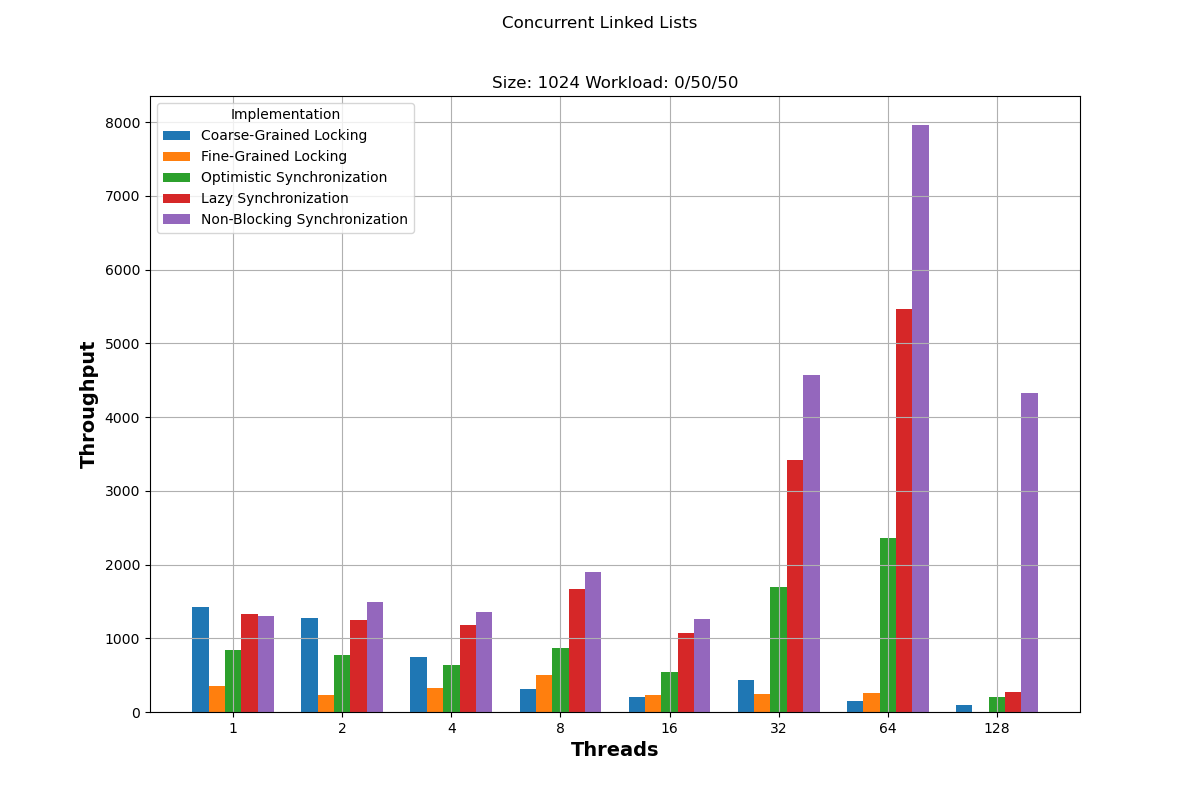 Concurrent Linked Lists
Size: 1024 Workload: 0/50/50
Implementation
Coarse-Grained Locking
Fine-Grained Locking
Optimistic Synchronization
Lazy Synchronization
Non-Blocking Synchronization
8000
7000
6000
5000
4000
3000
2000
1000
0
Throughput
1 2 4 8 16 32 64 128
Threads